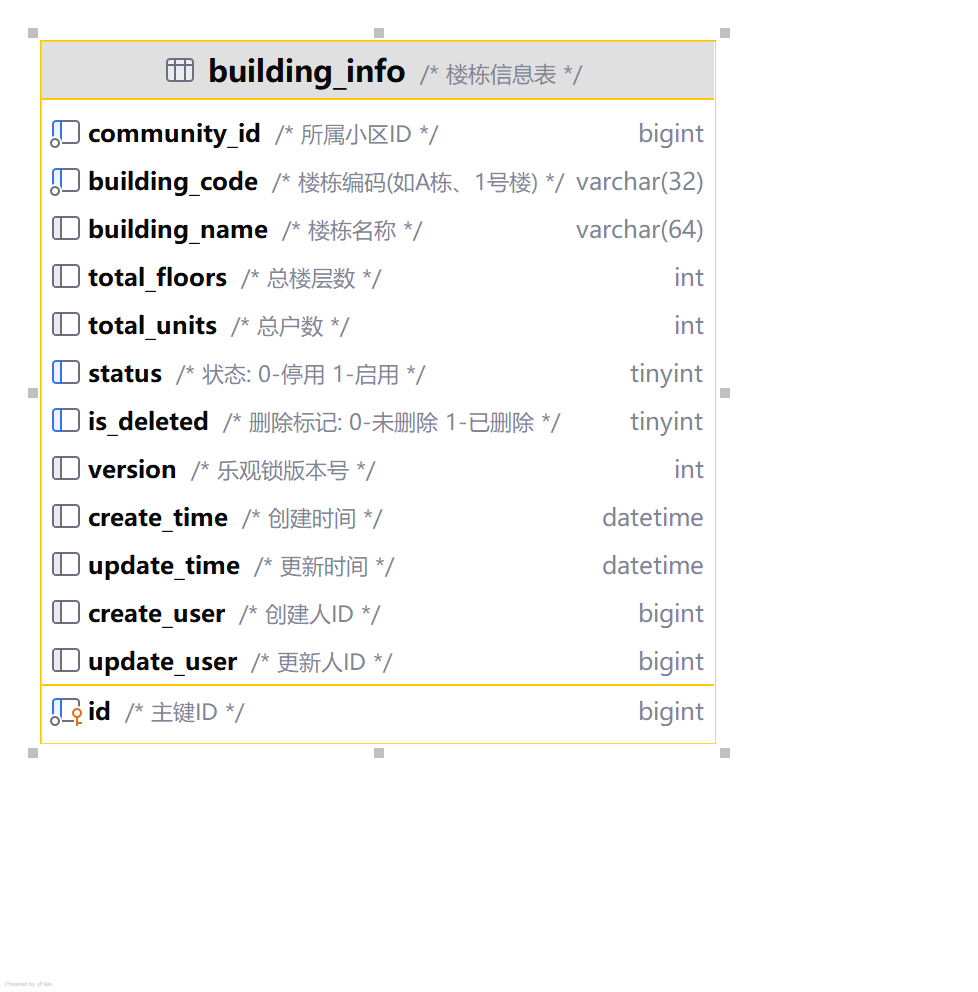 building_info /* 楼栋信息表 */
community_id /* 所属小区ID */ bigint
building_code /* 楼栋编码(如A栋、1号楼) */ varchar(32)
building_name /* 楼栋名称 */ varchar(64)
total_floors /* 总楼层数 */ int
total_units /* 总户数 */ int
status /* 状态: 0-停用 1-启用 */ tinyint
is_deleted /* 删除标记: 0-未删除 1-已删除 */ tinyint
version /* 乐观锁版本号 */ int
create_time /* 创建时间 */ datetime
update_time /* 更新时间 */ datetime
create_user /* 创建人ID */ bigint
update_user /* 更新人ID */ bigint
id /* 主键ID */ bigint
Powered by yFiles